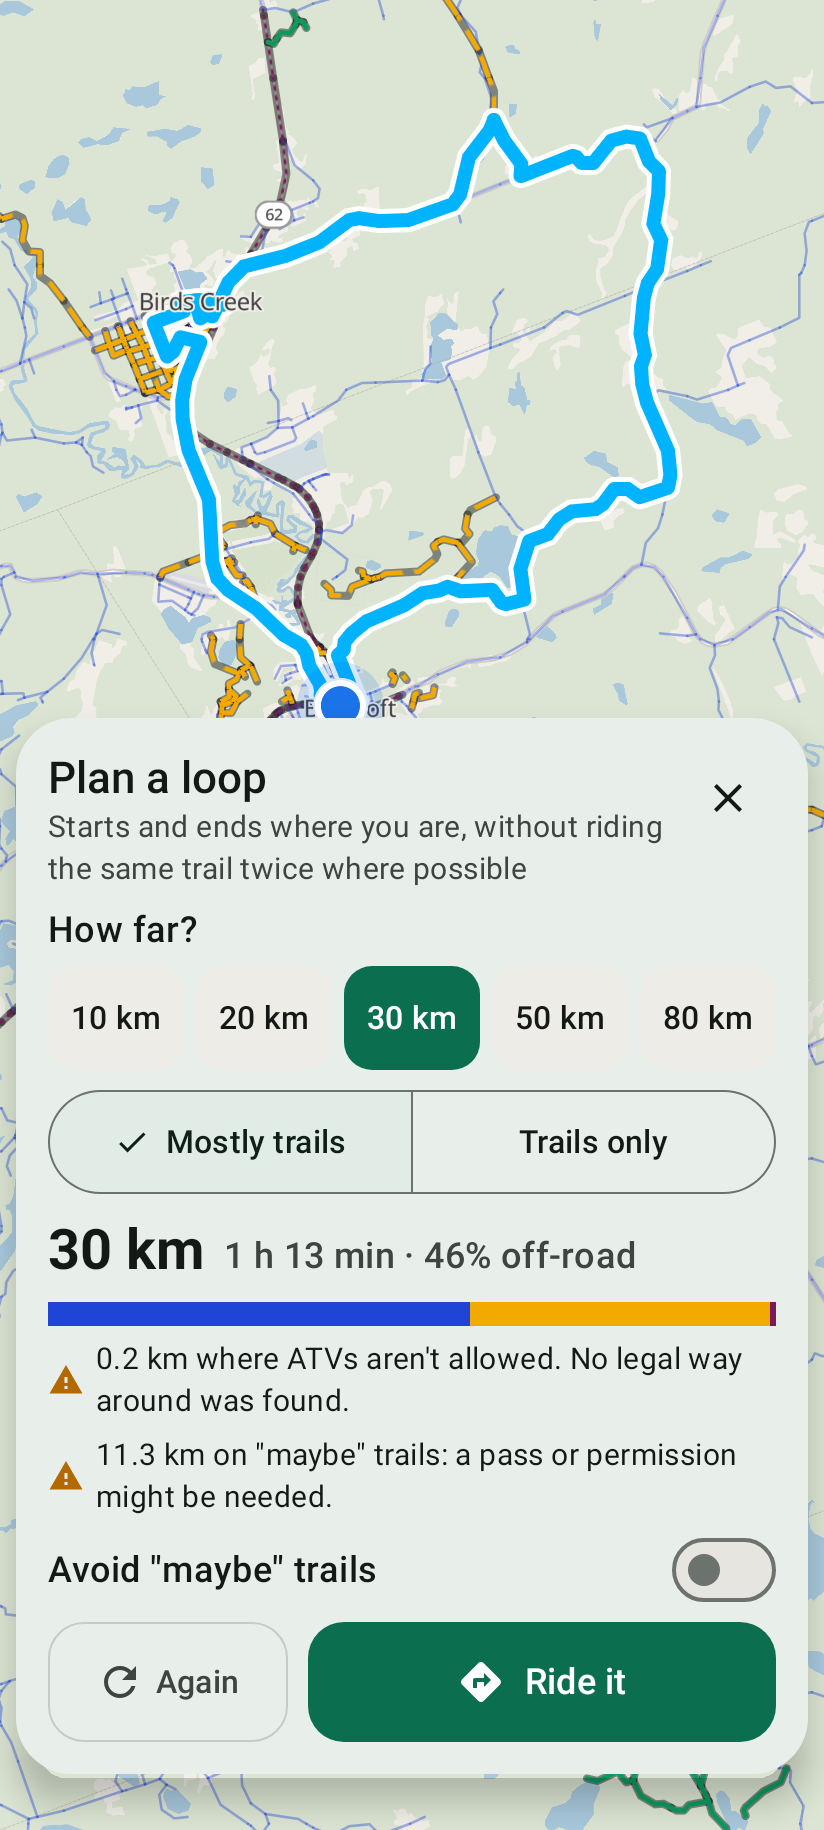 62
Birds Creek
oft
Plan a loop
Starts and ends where you are, without riding
the same trail twice where possible
How far?
10 km
20 km
30 km
50 km
80 km
Mostly trails
Trails only
30 km 1 h 13 min · 46% off-road
0.2 km where ATVs aren't allowed. No legal way
around was found.
11.3 km on "maybe" trails: a pass or permission
might be needed.
Avoid "maybe" trails
Again
Ride it